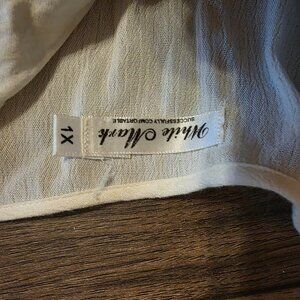 White Mark
SUCCESSFULLY COMFORTABLE
1X